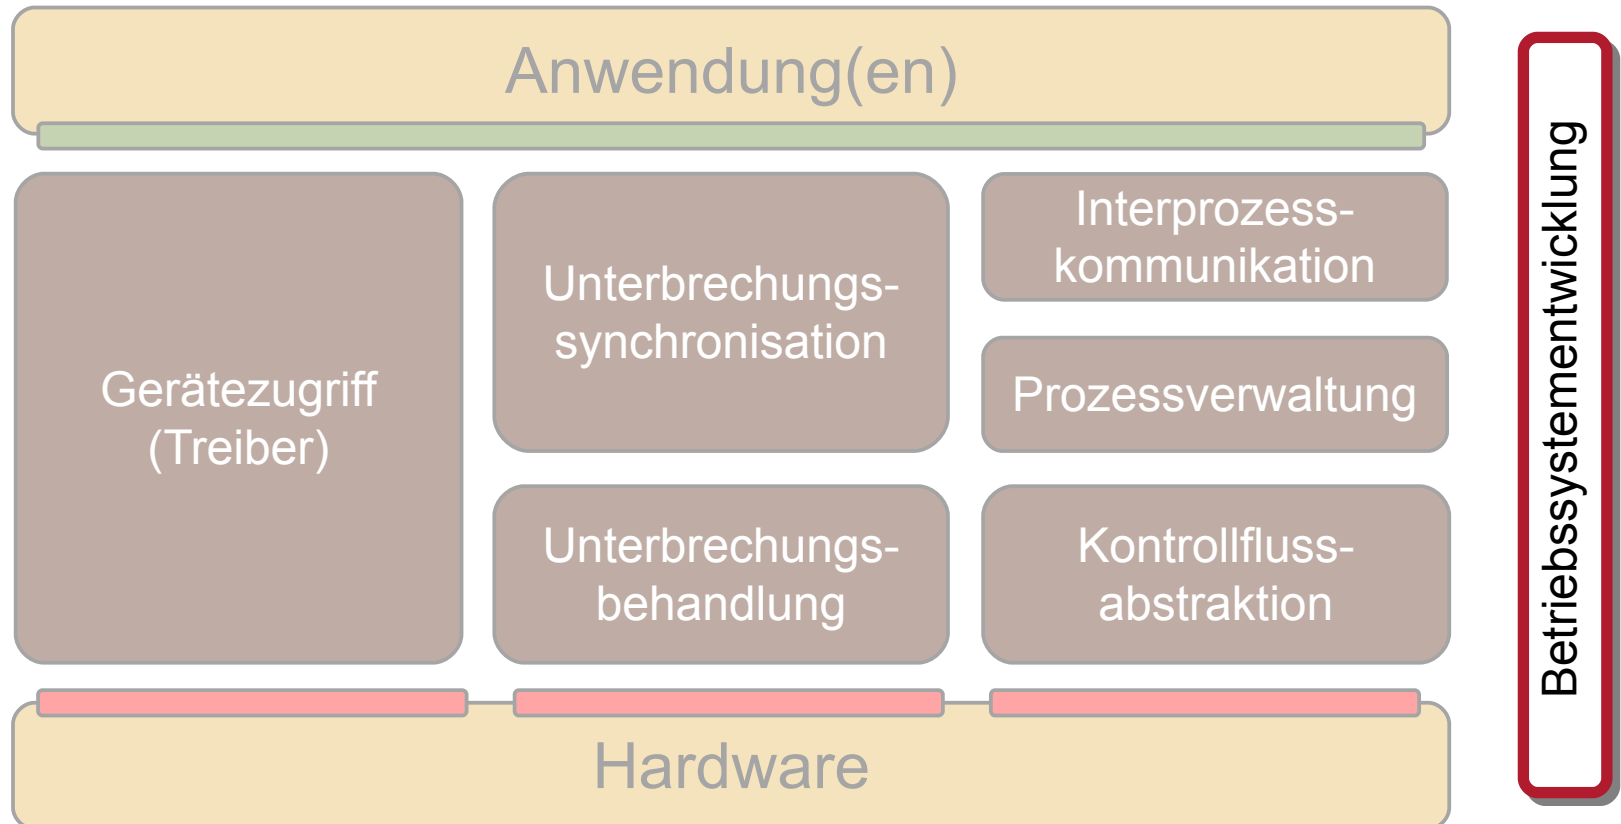 Anwendung(en)
Gerätezugriff
(Treiber)
Unterbrechungs-
synchronisation
Unterbrechungs-
behandlung
Interprozess-
kommunikation
Prozessverwaltung
Kontrollfluss-
abstraktion
Hardware
Betriebssystementwicklung